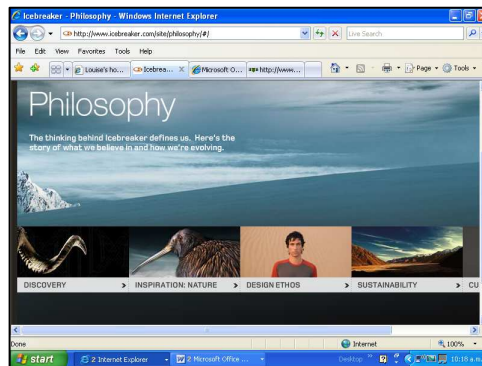 Icebreaker - Philosophy - Windows Internet Explorer
http://www.icebreaker.com/site/philosophy/#/
Live Search
File Edit View Favorites Tools Help
Louise's ho... Icebrea... Microsoft O... http://www... Page Tools
Philosophy
The thinking behind Icebreaker defines us. Here's the
story of what we believe in and how we're evolving.
DISCOVERY > INSPIRATION: NATURE > DESIGN ETHOS > SUSTAINABILITY > CU
Done Internet 100%
start 2 Internet Explorer 2 Microsoft Office ... Desktop 10:18 a.m.